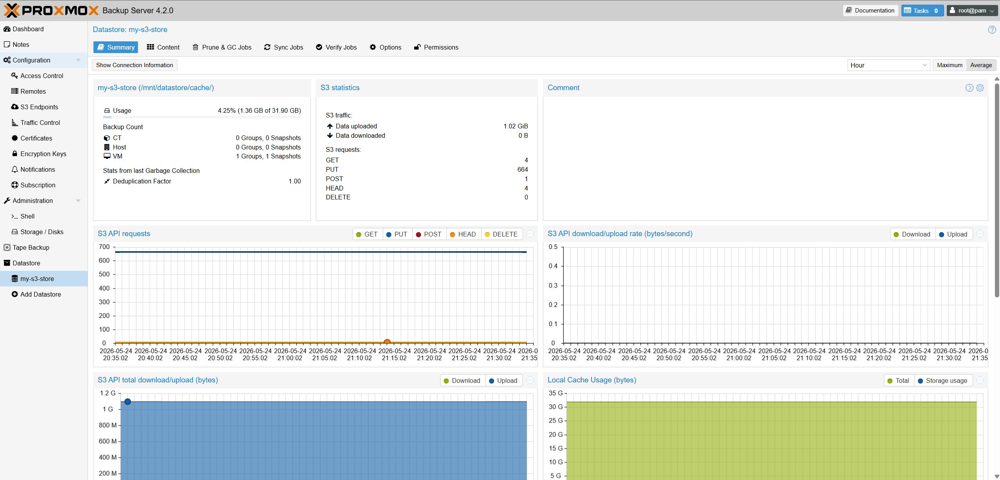 PROXMOX Backup Server 4.2.0
Documentation
Tasks 0
root@pam
Dashboard
Notes
Configuration
Access Control
Remotes
S3 Endpoints
Traffic Control
Certificates
Encryption Keys
Notifications
Subscription
Administration
Shell
Storage / Disks
Tape Backup
Datastore
my-s3-store
Add Datastore
Datastore: my-s3-store
Summary
Content
Prune & GC Jobs
Sync Jobs
Verify Jobs
Options
Permissions
Show Connection Information
Hour
Maximum
Average
my-s3-store (/mnt/datastore/cache/)
Usage 4.25% (1.36 GB of 31.90 GB)
Backup Count
CT 0 Groups, 0 Snapshots
Host 0 Groups, 0 Snapshots
VM 1 Groups, 1 Snapshots
Stats from last Garbage Collection
Deduplication Factor 1.00
S3 statistics
S3 traffic:
Data uploaded 1.02 GiB
Data downloaded 0 B
S3 requests:
GET 4
PUT 664
POST 1
HEAD 4
DELETE 0
Comment
S3 API requests
GET PUT POST HEAD DELETE
700
600
500
400
300
200
100
0
2026-05-24 2026-05-24 2026-05-24 2026-05-24 2026-05-24 2026-05-24 2026-05-24 2026-05-24 2026-05-24 2026-05-24 2026-05-24 2026-05-24 2026-0
20:35:02 20:40:02 20:45:02 20:50:02 20:55:02 21:00:02 21:05:02 21:10:02 21:15:02 21:20:02 21:25:02 21:30:02 21:35
S3 API download/upload rate (bytes/second)
Download Upload
0.5
0.4
0.3
0.2
0.1
0
2026-05-24 2026-05-24 2026-05-24 2026-05-24 2026-05-24 2026-05-24 2026-05-24 2026-05-24 2026-05-24 2026-05-24 2026-05-24 2026-05-24 2026-0
20:35:02 20:40:02 20:45:02 20:50:02 20:55:02 21:00:02 21:05:02 21:10:02 21:15:02 21:20:02 21:25:02 21:30:02 21:35
S3 API total download/upload (bytes)
Download Upload
1.2 G
1 G
800 M
600 M
400 M
200 M
Local Cache Usage (bytes)
Total Storage usage
35 G
30 G
25 G
20 G
15 G
10 G
5 G